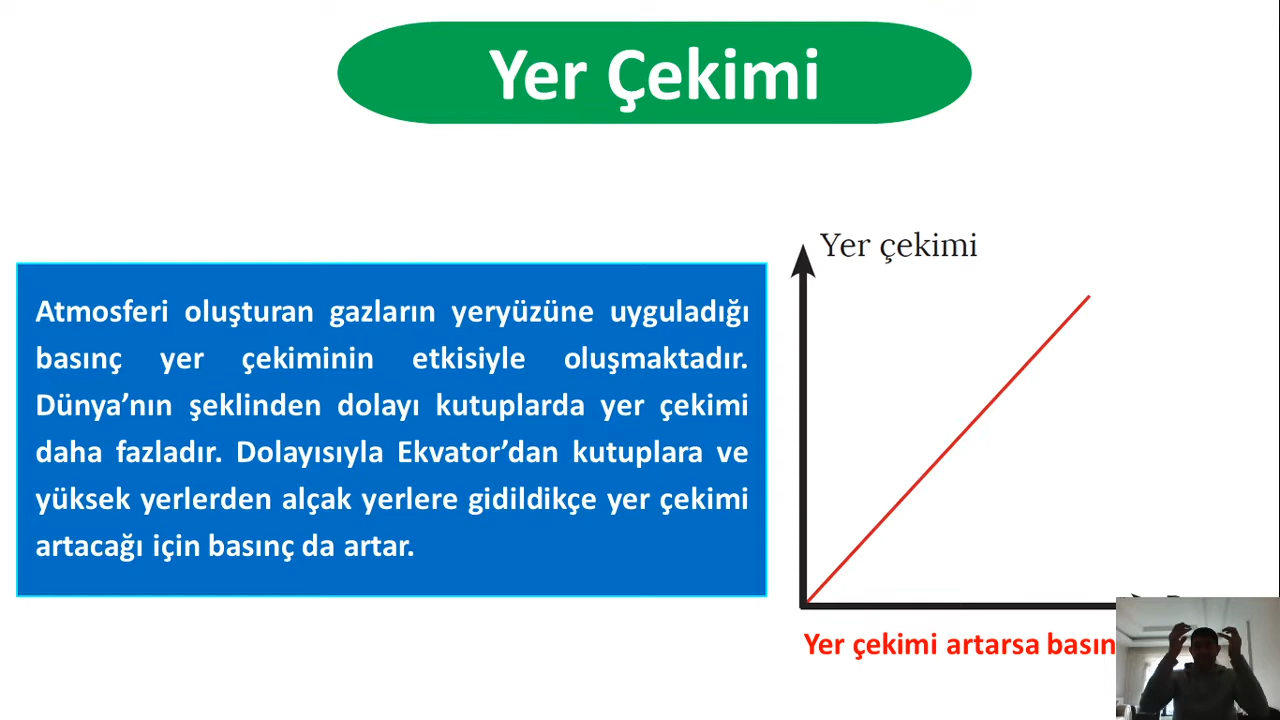 Yer Çekimi
Yer çekimi
Atmosferi oluşturan gazların yeryüzüne uyguladığı
basınç yer çekiminin etkisiyle oluşmaktadır.
Dünya’nın şeklinden dolayı kutuplarda yer çekimi
daha fazladır. Dolayısıyla Ekvator’dan kutuplara ve
yüksek yerlerden alçak yerlere gidildikçe yer çekimi
artacağı için basınç da artar.
Yer çekimi artarsa